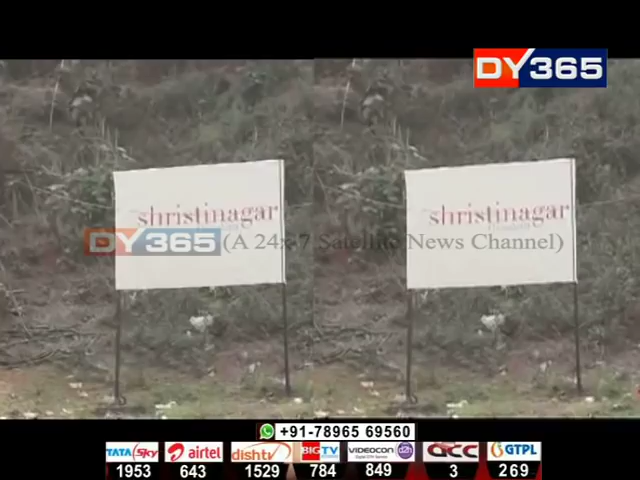 DY365
shristinagar shristinagar
DY365 (A 24x7 Satellite News Channel)
+91-78965 69560
TATA Sky airtel dishtv BIG TV VIDEOCON d2h ACC GTPL
1953 643 1529 784 849 3 269